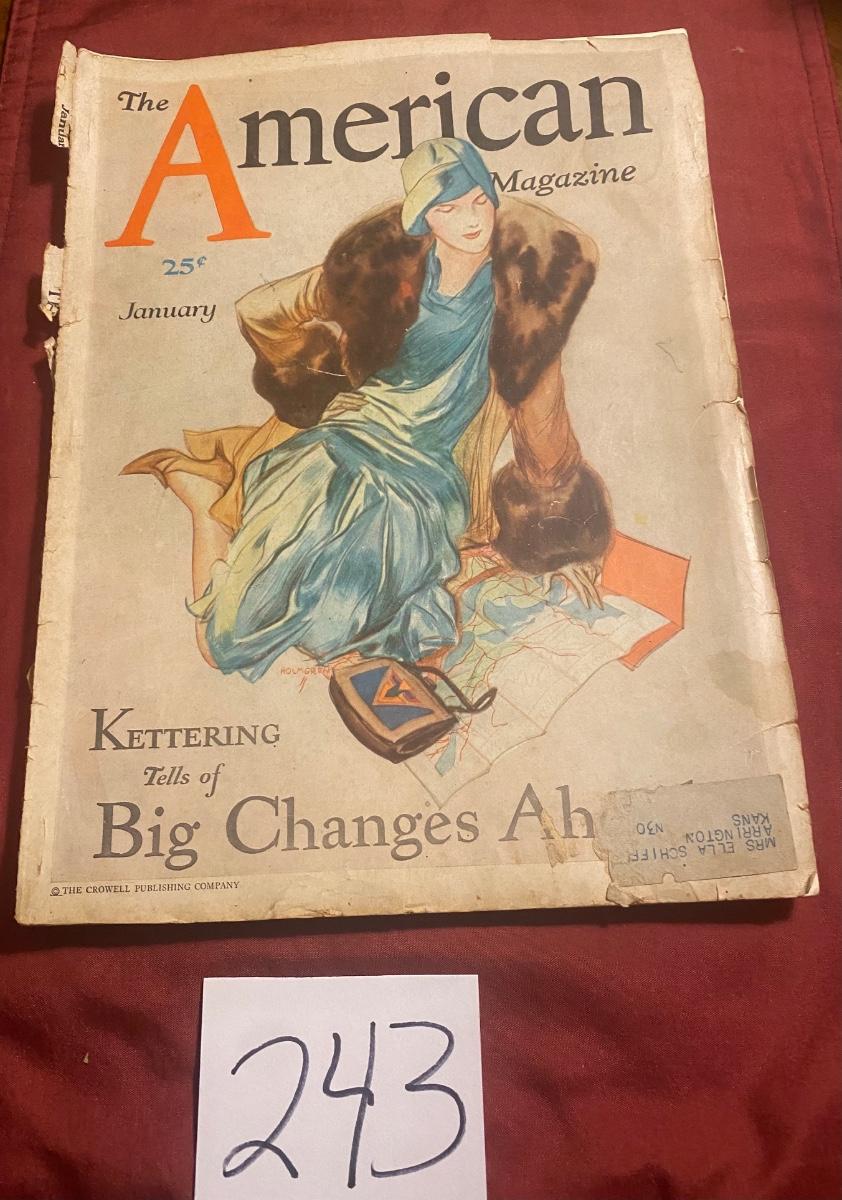 The American
Magazine
25¢
January
HOLMGREN
KETTERING
Tells of
Big Changes Ah
MRS ELLA SCHIFF
ARRINGTON N30
KANS
© THE CROWELL PUBLISHING COMPANY
243